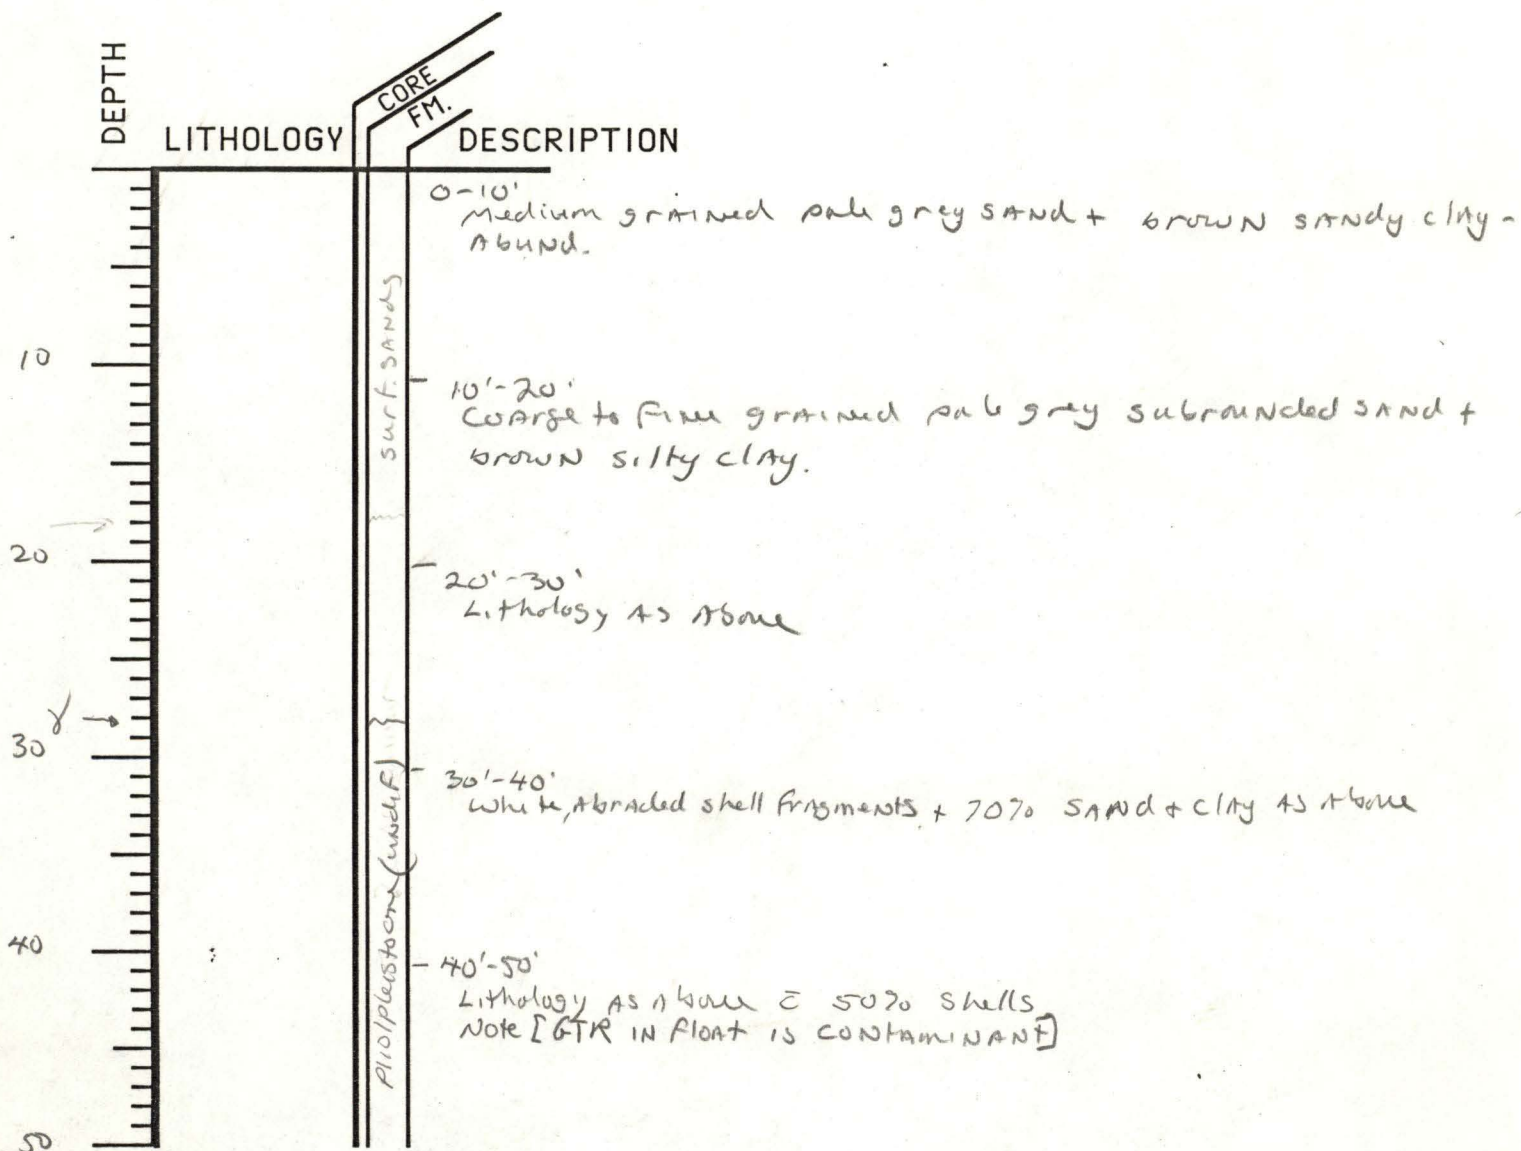 DEPTH
LITHOLOGY
CORE
FM.
DESCRIPTION
0-10'
Medium grained pale grey sand + brown sandy clay -
Abund.
surf. sands
10
10'-20'
Coarse to fine grained pale grey subrounded sand +
brown silty clay.
20
20'-30'
Lithology as above
γ →
30
30'-40'
White, abraded shell fragments + 70% sand + clay as above
Plio/pleistocene (undif)
40
40'-50'
Lithology as above c̄ 50% shells
Note [GTR in float is contaminant]
50